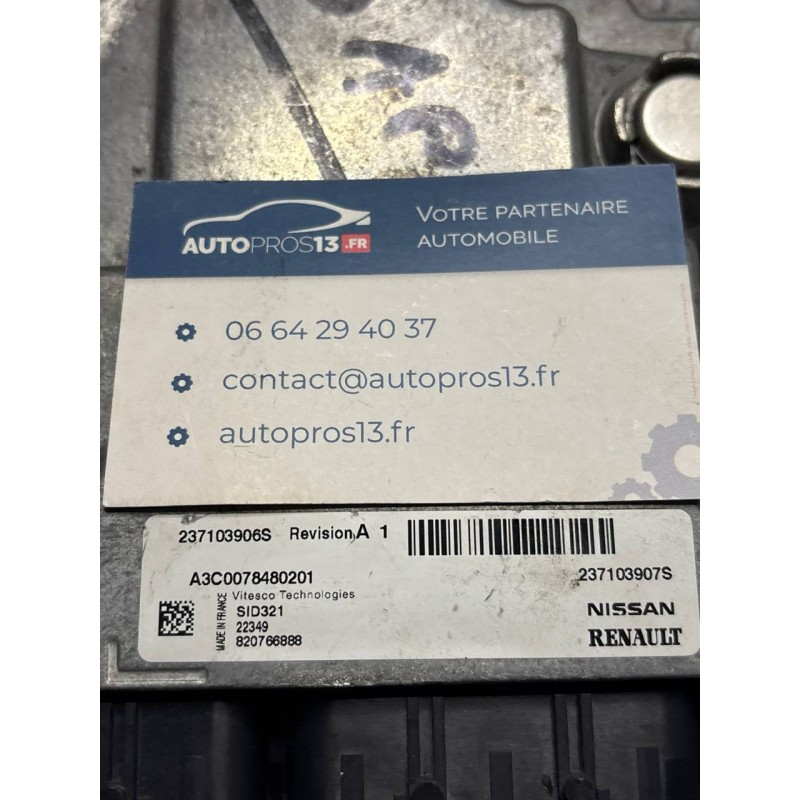 AUTOPROS13.FR
VOTRE PARTENAIRE
AUTOMOBILE
06 64 29 40 37
contact@autopros13.fr
autopros13.fr
237103906S Revision A 1
A3C0078480201
237103907S
Vitesco Technologies
MADE IN FRANCE
SID321
22349
820766888
NISSAN
RENAULT